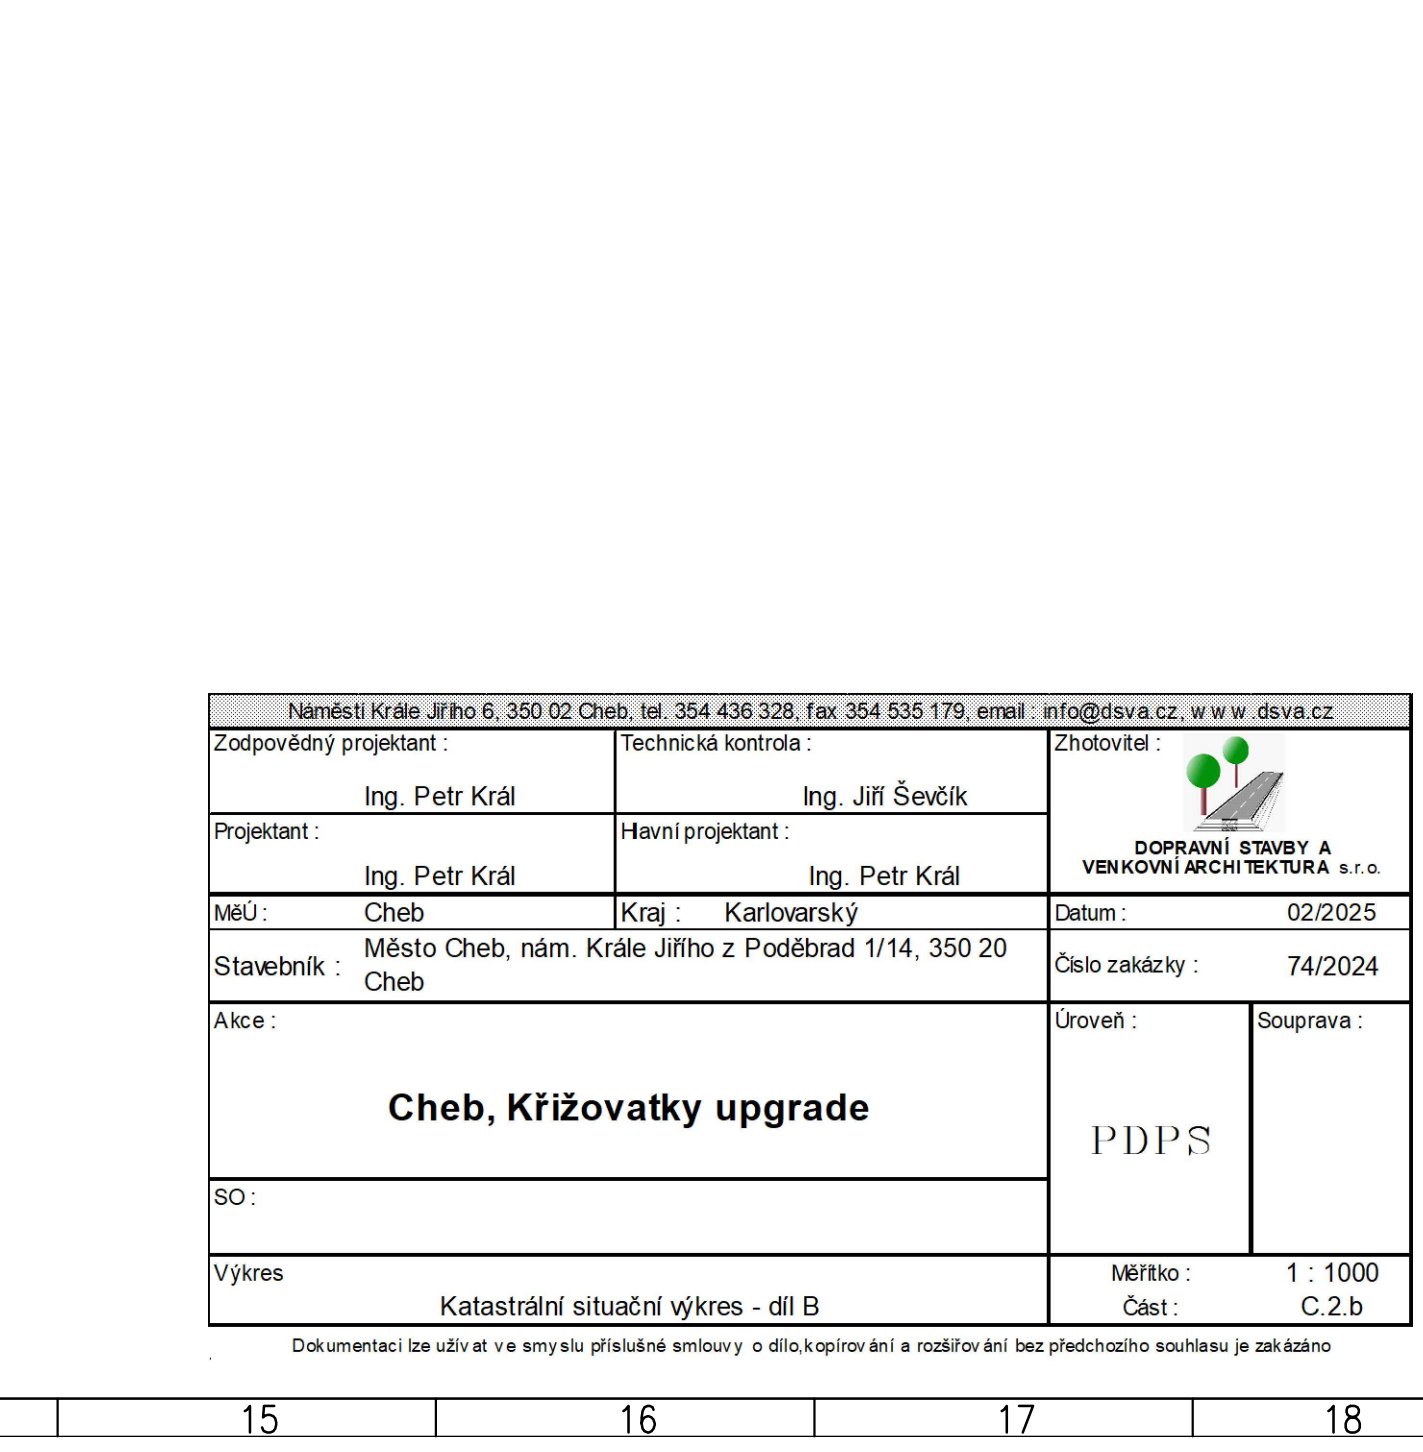 Náměstí Krále Jiřího 6, 350 02 Cheb, tel. 354 436 328, fax 354 535 179, email : info@dsva.cz, www.dsva.cz
Zodpovědný projektant :
Ing. Petr Král
Technická kontrola :
Ing. Jiří Ševčík
Zhotovitel :
DOPRAVNÍ STAVBY A
VENKOVNÍ ARCHITEKTURA s.r.o.
Projektant :
Ing. Petr Král
Hlavní projektant :
Ing. Petr Král
MěÚ : Cheb
Kraj : Karlovarský
Datum : 02/2025
Stavebník : Město Cheb, nám. Krále Jiřího z Poděbrad 1/14, 350 20
Cheb
Číslo zakázky : 74/2024
Akce :
Cheb, Křižovatky upgrade
Úroveň :
PDPS
Souprava :
SO :
Výkres
Katastrální situační výkres - díl B
Měřítko : 1 : 1000
Část : C.2.b
Dokumentaci lze užívat ve smyslu příslušné smlouvy o dílo,kopírování a rozšiřování bez předchozího souhlasu je zakázáno
15 16 17 18